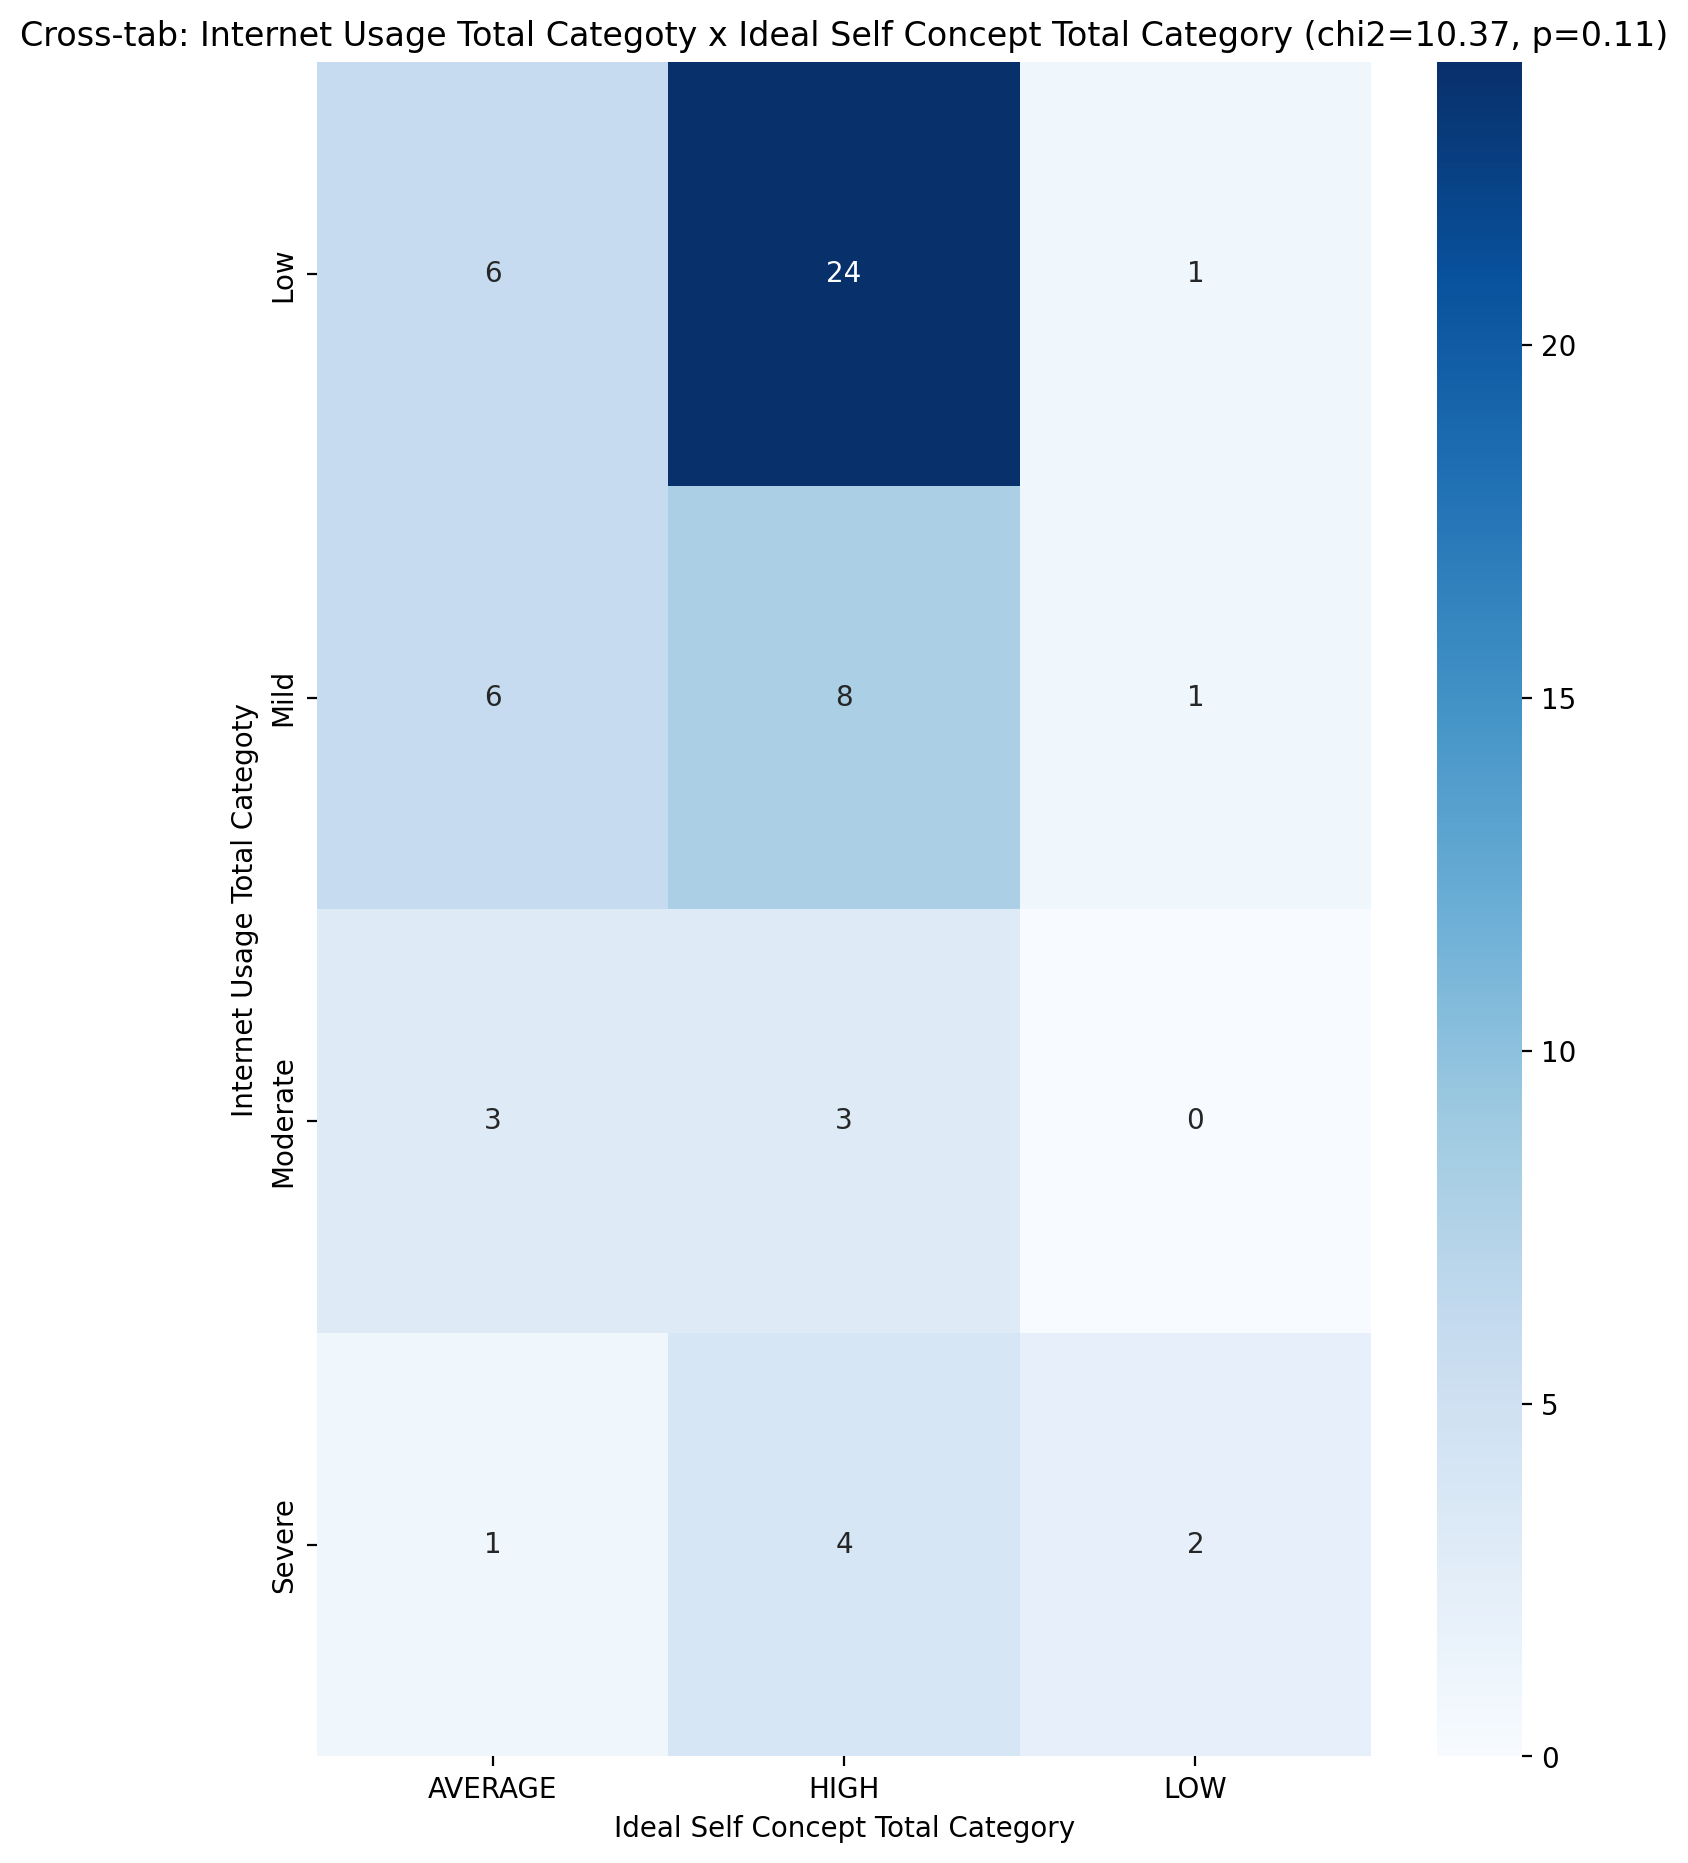 Cross-tab: Internet Usage Total Categoty x Ideal Self Concept Total Category (chi2=10.37, p=0.11)
Internet Usage Total Categoty
Low
6
24
1
Mild
6
8
1
Moderate
3
3
0
Severe
1
4
2
AVERAGE
HIGH
LOW
Ideal Self Concept Total Category
20
15
10
5
0